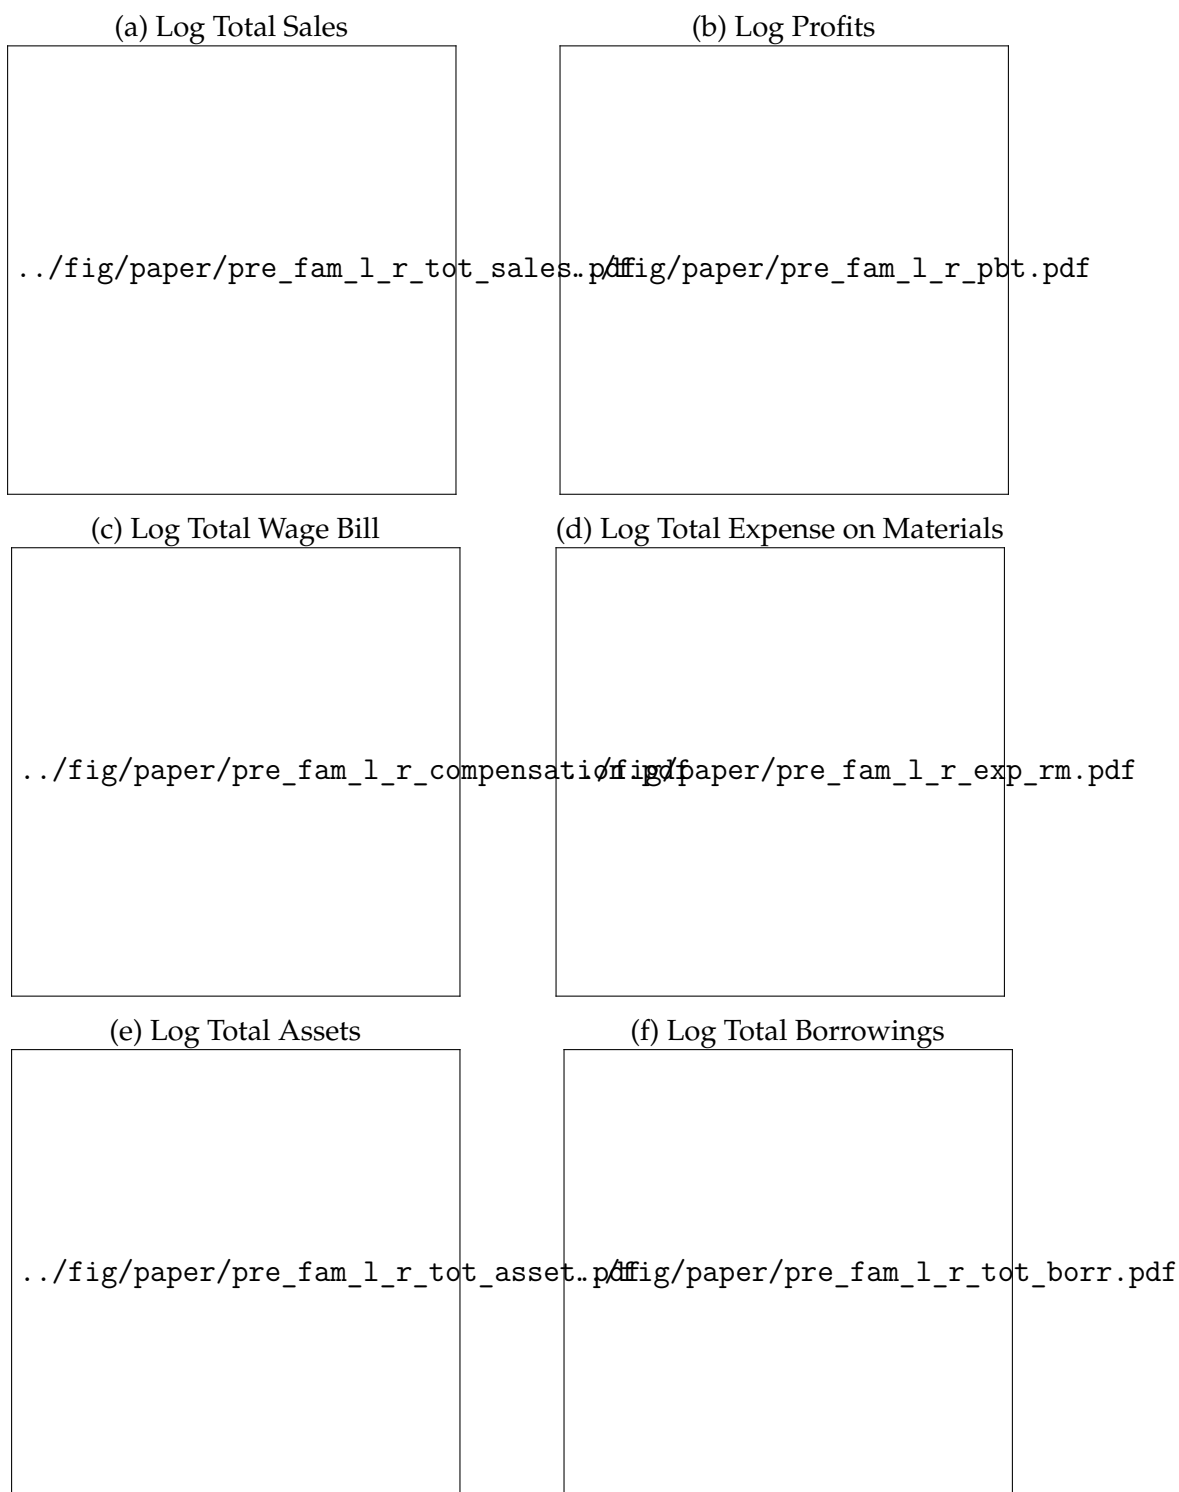 (a) Log Total Sales
(b) Log Profits
../fig/paper/pre_fam_l_r_tot_sales.pdf
../fig/paper/pre_fam_l_r_pbt.pdf
(c) Log Total Wage Bill
(d) Log Total Expense on Materials
../fig/paper/pre_fam_l_r_compensation.pdf
../fig/paper/pre_fam_l_r_exp_rm.pdf
(e) Log Total Assets
(f) Log Total Borrowings
../fig/paper/pre_fam_l_r_tot_asset.pdf
../fig/paper/pre_fam_l_r_tot_borr.pdf